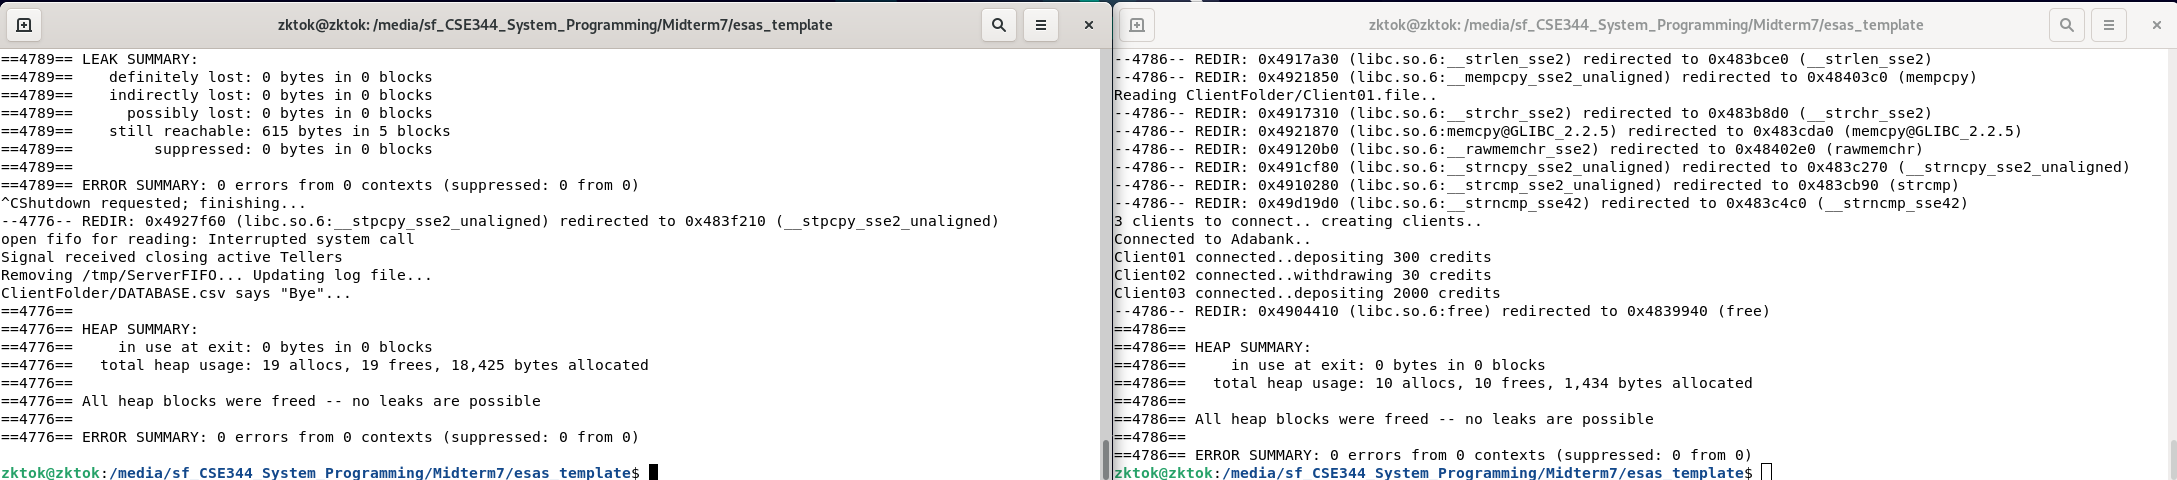 zktok@zktok: /media/sf_CSE344_System_Programming/Midterm7/esas_template
==4789== LEAK SUMMARY:
==4789==    definitely lost: 0 bytes in 0 blocks
==4789==    indirectly lost: 0 bytes in 0 blocks
==4789==      possibly lost: 0 bytes in 0 blocks
==4789==    still reachable: 615 bytes in 5 blocks
==4789==         suppressed: 0 bytes in 0 blocks
==4789==
==4789== ERROR SUMMARY: 0 errors from 0 contexts (suppressed: 0 from 0)
^CShutdown requested; finishing...
--4776-- REDIR: 0x4927f60 (libc.so.6:__stpcpy_sse2_unaligned) redirected to 0x483f210 (__stpcpy_sse2_unaligned)
open fifo for reading: Interrupted system call
Signal received closing active Tellers
Removing /tmp/ServerFIFO... Updating log file...
ClientFolder/DATABASE.csv says "Bye"...
==4776==
==4776== HEAP SUMMARY:
==4776==     in use at exit: 0 bytes in 0 blocks
==4776==   total heap usage: 19 allocs, 19 frees, 18,425 bytes allocated
==4776==
==4776== All heap blocks were freed -- no leaks are possible
==4776==
==4776== ERROR SUMMARY: 0 errors from 0 contexts (suppressed: 0 from 0)
zktok@zktok:/media/sf_CSE344_System_Programming/Midterm7/esas_template$
zktok@zktok: /media/sf_CSE344_System_Programming/Midterm7/esas_template
--4786-- REDIR: 0x4917a30 (libc.so.6:__strlen_sse2) redirected to 0x483bce0 (__strlen_sse2)
--4786-- REDIR: 0x4921850 (libc.so.6:__mempcpy_sse2_unaligned) redirected to 0x48403c0 (mempcpy)
Reading ClientFolder/Client01.file..
--4786-- REDIR: 0x4917310 (libc.so.6:__strchr_sse2) redirected to 0x483b8d0 (__strchr_sse2)
--4786-- REDIR: 0x4921870 (libc.so.6:memcpy@GLIBC_2.2.5) redirected to 0x483cda0 (memcpy@GLIBC_2.2.5)
--4786-- REDIR: 0x49120b0 (libc.so.6:__rawmemchr_sse2) redirected to 0x48402e0 (rawmemchr)
--4786-- REDIR: 0x491cf80 (libc.so.6:__strncpy_sse2_unaligned) redirected to 0x483c270 (__strncpy_sse2_unaligned)
--4786-- REDIR: 0x4910280 (libc.so.6:__strcmp_sse2_unaligned) redirected to 0x483cb90 (strcmp)
--4786-- REDIR: 0x49d19d0 (libc.so.6:__strncmp_sse42) redirected to 0x483c4c0 (__strncmp_sse42)
3 clients to connect.. creating clients..
Connected to Adabank..
Client01 connected..depositing 300 credits
Client02 connected..withdrawing 30 credits
Client03 connected..depositing 2000 credits
--4786-- REDIR: 0x4904410 (libc.so.6:free) redirected to 0x4839940 (free)
==4786==
==4786== HEAP SUMMARY:
==4786==     in use at exit: 0 bytes in 0 blocks
==4786==   total heap usage: 10 allocs, 10 frees, 1,434 bytes allocated
==4786==
==4786== All heap blocks were freed -- no leaks are possible
==4786==
==4786== ERROR SUMMARY: 0 errors from 0 contexts (suppressed: 0 from 0)
zktok@zktok:/media/sf_CSE344_System_Programming/Midterm7/esas_template$